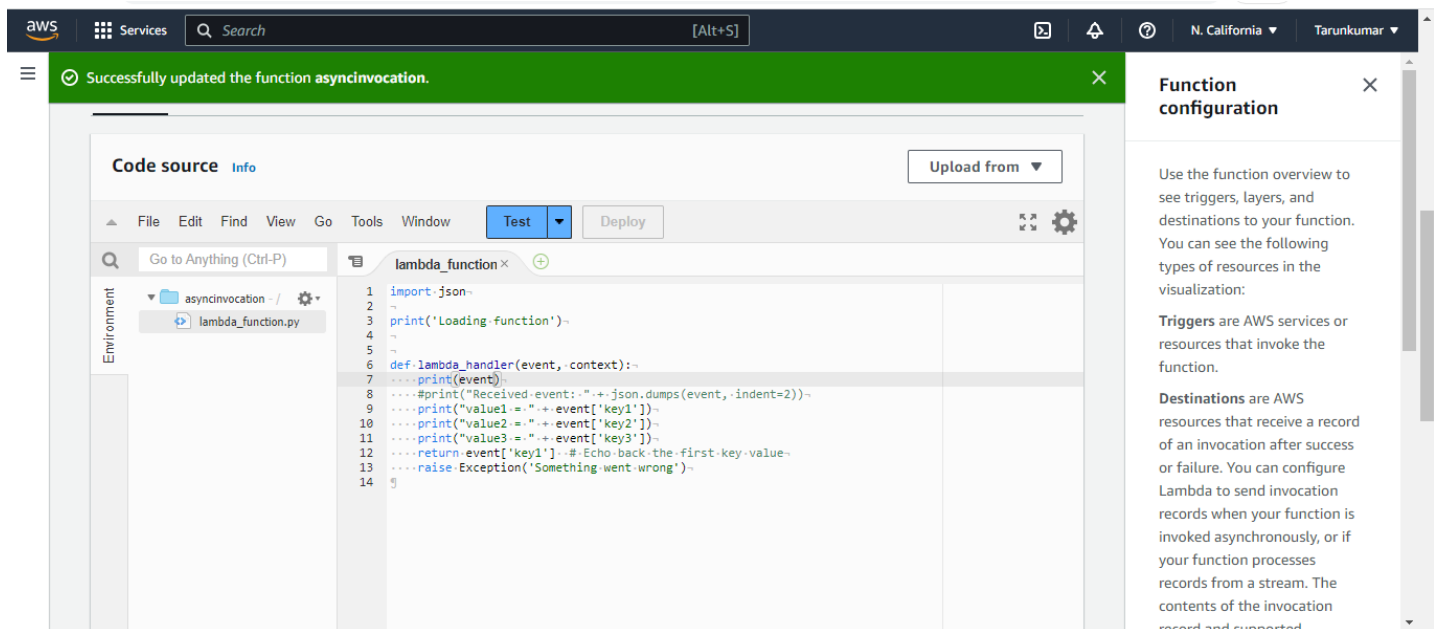 aws
Services
Search
[Alt+S]
N. California ▼
Tarunkumar ▼
Successfully updated the function asyncinvocation.
Code source Info
Upload from ▼
File Edit Find View Go Tools Window
Test
Deploy
Go to Anything (Ctrl-P)
lambda_function ×
Environment
asyncinvocation - /
lambda_function.py
1 import json
2
3 print('Loading function')
4
5
6 def lambda_handler(event, context):
7     print(event)
8     #print("Received event: " + json.dumps(event, indent=2))
9     print("value1 = " + event['key1'])
10     print("value2 = " + event['key2'])
11     print("value3 = " + event['key3'])
12     return event['key1']  # Echo back the first key value
13     raise Exception('Something went wrong')
14
Function
configuration
Use the function overview to
see triggers, layers, and
destinations to your function.
You can see the following
types of resources in the
visualization:
Triggers are AWS services or
resources that invoke the
function.
Destinations are AWS
resources that receive a record
of an invocation after success
or failure. You can configure
Lambda to send invocation
records when your function is
invoked asynchronously, or if
your function processes
records from a stream. The
contents of the invocation
record and supported